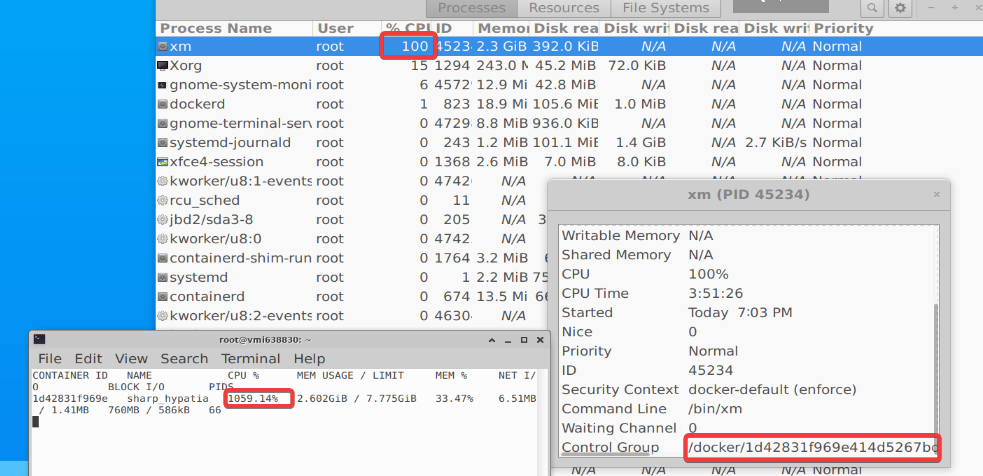 Processes Resources File Systems
Process Name User % CPU ID Memor Disk rea Disk writ Disk rea Disk writ Priority
xm root 100 4523 2.3 GiB 392.0 KiB N/A N/A N/A Normal
Xorg root 15 1294 243.0 M 45.2 MiB 72.0 KiB N/A N/A Normal
gnome-system-moni root 6 45729 12.9 Mi 42.8 MiB N/A N/A N/A Normal
dockerd root 1 823 18.9 Mi 105.6 MiB 1.0 MiB N/A N/A Normal
gnome-terminal-serv root 0 47298 8.8 MiB 936.0 KiB N/A N/A N/A Normal
systemd-journald root 0 243 1.2 MiB 101.1 MiB 1.4 GiB N/A 2.7 KiB/s Normal
xfce4-session root 0 1368 2.6 MiB 7.0 MiB 8.0 KiB N/A N/A Normal
kworker/u8:1-events root 0 4742 N/A N/A
rcu_sched root 0 11 N/A
jbd2/sda3-8 root 0 205 N/A 3
kworker/u8:0 root 0 4742 N/A
containerd-shim-run root 0 1764 3.2 MiB 6
systemd root 0 1 2.2 MiB 75
containerd root 0 674 13.5 Mi 66
kworker/u8:2-events root 0 4630 N/A
N/A N/A N/A Normal
xm (PID 45234)
Writable Memory N/A
Shared Memory N/A
CPU 100%
CPU Time 3:51:26
Started Today 7:03 PM
Nice 0
Priority Normal
ID 45234
Security Context docker-default (enforce)
Command Line /bin/xm
Waiting Channel 0
Control Group /docker/1d42831f969e414d5267bc
root@vmi638830: ~
File Edit View Search Terminal Help
CONTAINER ID NAME CPU % MEM USAGE / LIMIT MEM % NET I/
O BLOCK I/O PIDS
1d42831f969e sharp_hypatia 1059.14% 2.602GiB / 7.775GiB 33.47% 6.51MB
/ 1.41MB 760MB / 586kB 66